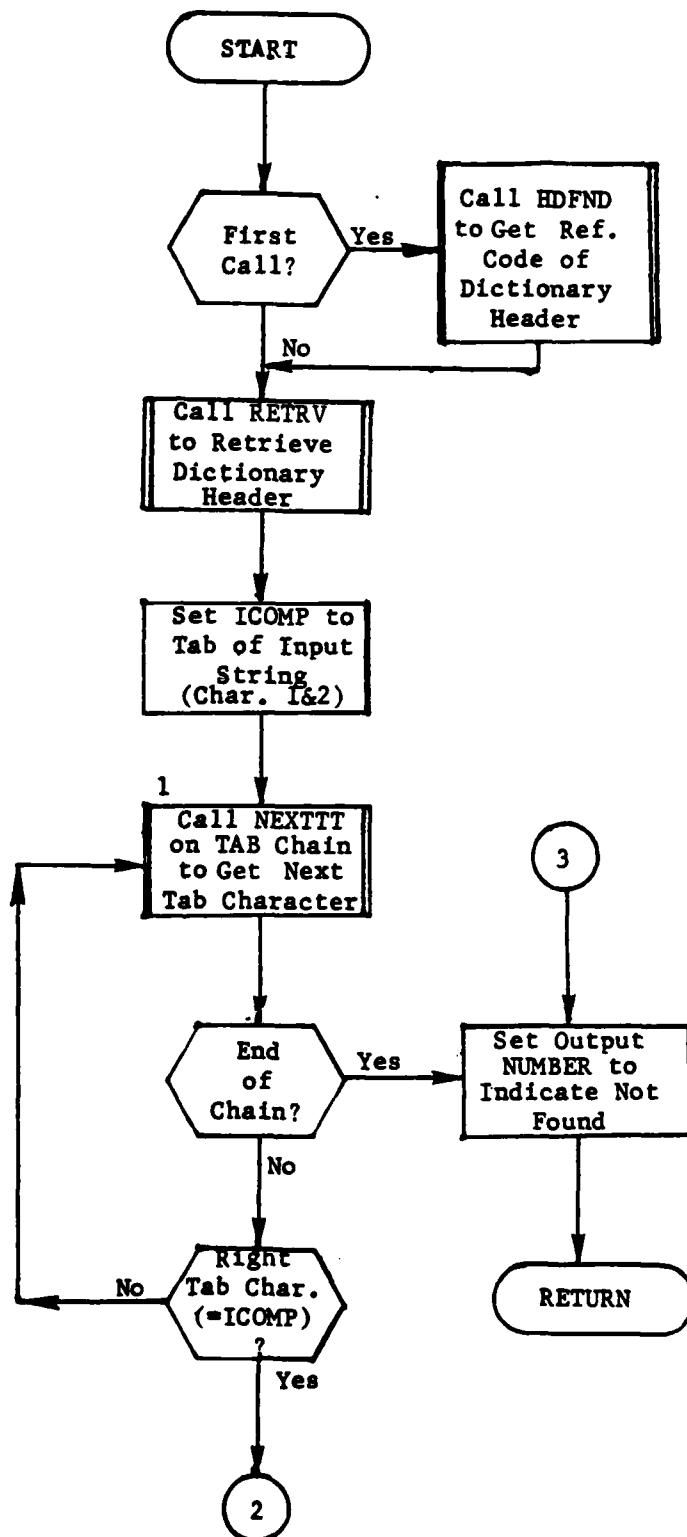 START
First
Call?
Yes
Call HDFND
to Get Ref.
Code of
Dictionary
Header
No
Call RETRV
to Retrieve
Dictionary
Header
Set ICOMP to
Tab of Input
String
(Char. 1&2)
1
Call NEXTTT
on TAB Chain
to Get Next
Tab Character
3
End
of
Chain?
Yes
Set Output
NUMBER to
Indicate Not
Found
No
Right
Tab Char.
(=ICOMP)
?
No
RETURN
Yes
2